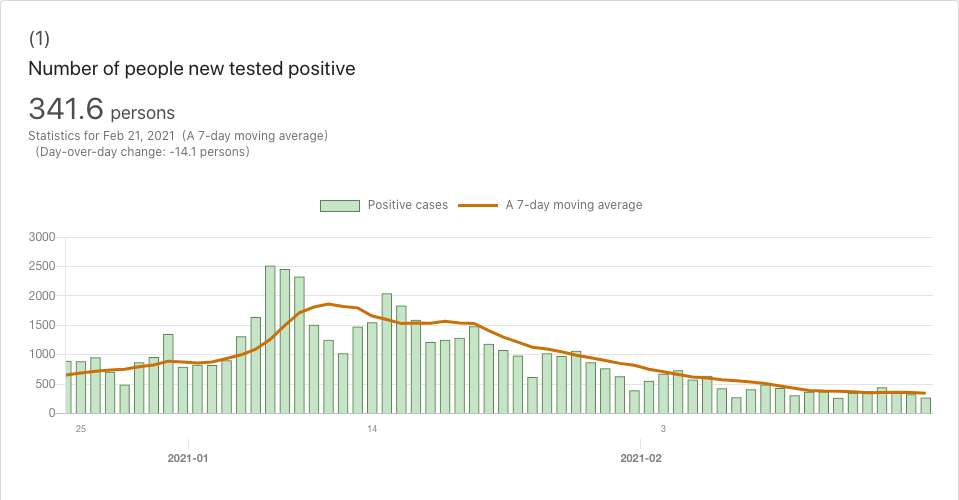 (1)
Number of people new tested positive
341.6 persons
Statistics for Feb 21, 2021 (A 7-day moving average)
(Day-over-day change: -14.1 persons)
Positive cases A 7-day moving average
3000
2500
2000
1500
1000
500
0
25 14 3
2021-01 2021-02